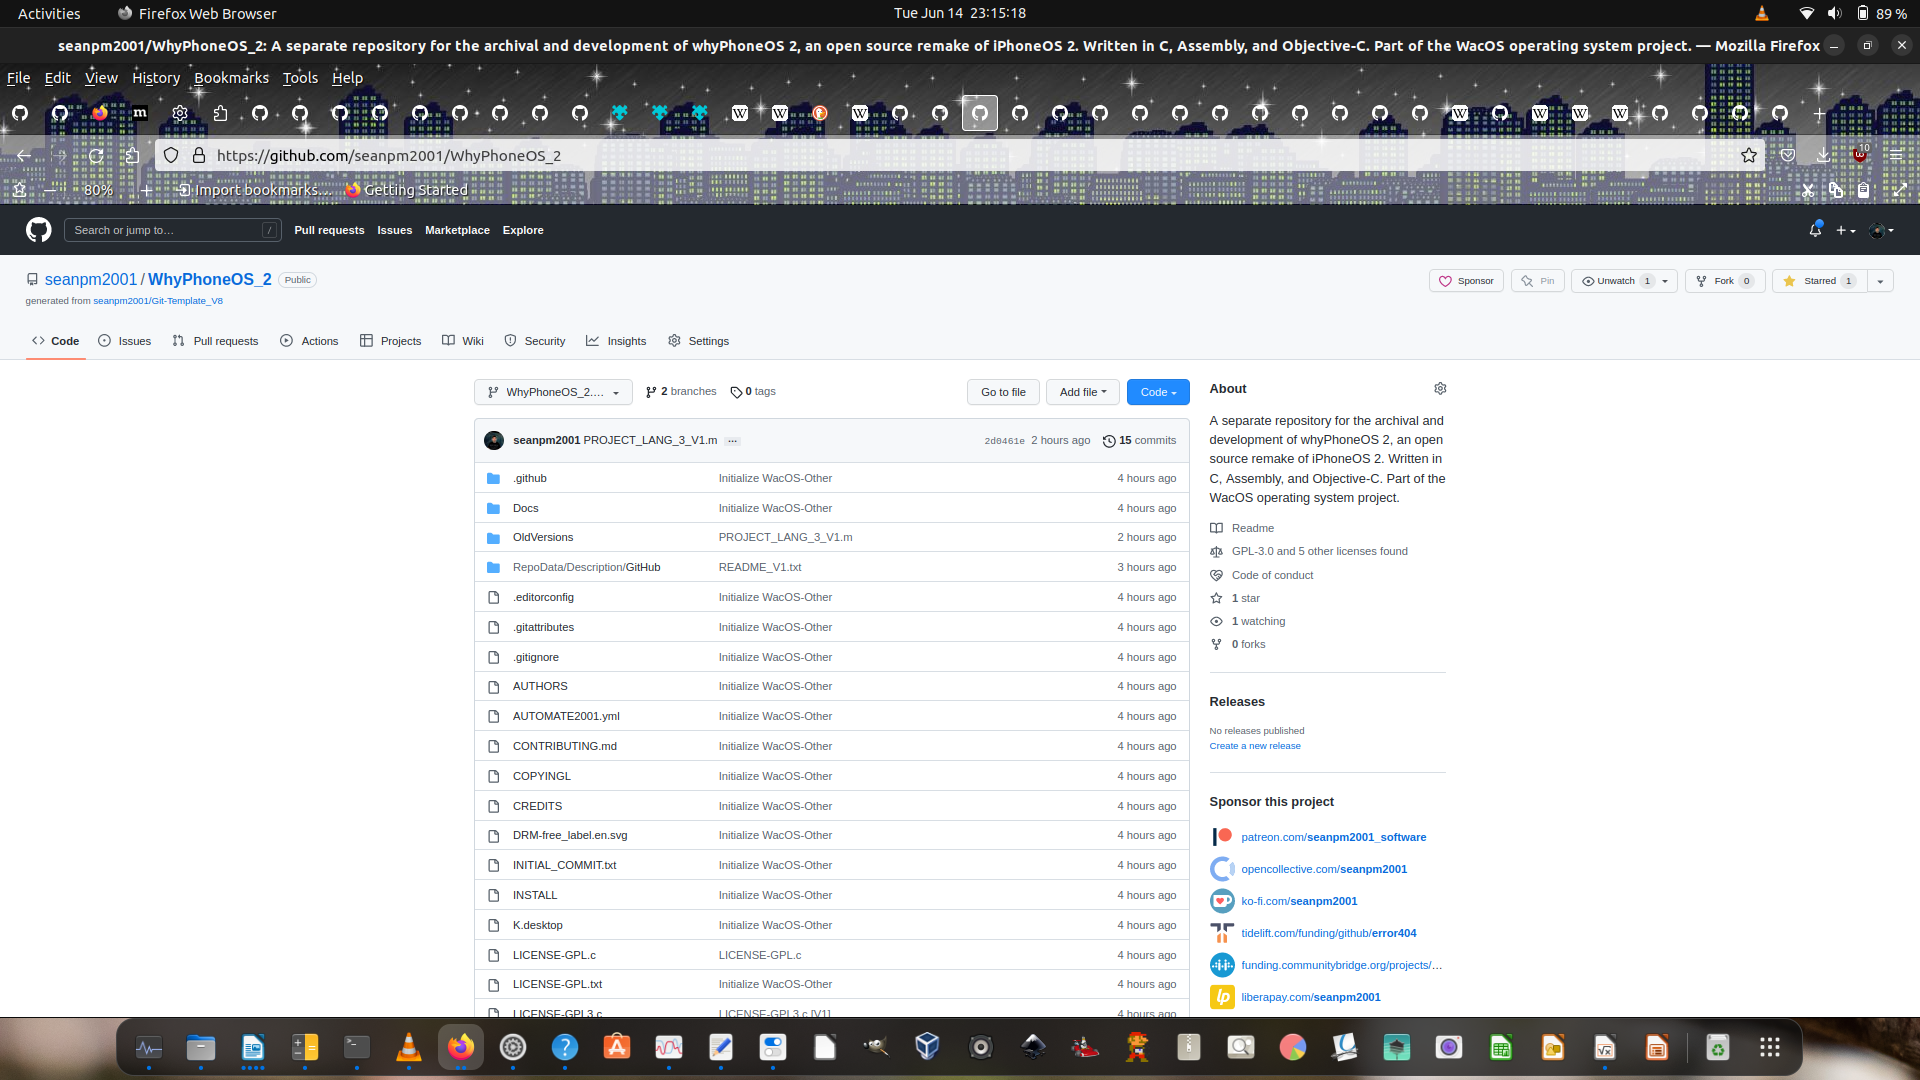 Activities Firefox Web Browser Tue Jun 14 23:15:18 89 %
seanpm2001/WhyPhoneOS_2: A separate repository for the archival and development of whyPhoneOS 2, an open source remake of iPhoneOS 2. Written in C, Assembly, and Objective-C. Part of the WacOS operating system project. — Mozilla Firefox
File Edit View History Bookmarks Tools Help
https://github.com/seanpm2001/WhyPhoneOS_2 10
80% Import bookmarks... Getting Started
Search or jump to... / Pull requests Issues Marketplace Explore
seanpm2001 / WhyPhoneOS_2 Public Sponsor Pin Unwatch 1 Fork 0 Starred 1
generated from seanpm2001/Git-Template_V8
Code Issues Pull requests Actions Projects Wiki Security Insights Settings
WhyPhoneOS_2.... 2 branches 0 tags Go to file Add file Code
seanpm2001 PROJECT_LANG_3_V1.m ... 2d0461e 2 hours ago 15 commits
.github Initialize WacOS-Other 4 hours ago
Docs Initialize WacOS-Other 4 hours ago
OldVersions PROJECT_LANG_3_V1.m 2 hours ago
RepoData/Description/GitHub README_V1.txt 3 hours ago
.editorconfig Initialize WacOS-Other 4 hours ago
.gitattributes Initialize WacOS-Other 4 hours ago
.gitignore Initialize WacOS-Other 4 hours ago
AUTHORS Initialize WacOS-Other 4 hours ago
AUTOMATE2001.yml Initialize WacOS-Other 4 hours ago
CONTRIBUTING.md Initialize WacOS-Other 4 hours ago
COPYINGL Initialize WacOS-Other 4 hours ago
CREDITS Initialize WacOS-Other 4 hours ago
DRM-free_label.en.svg Initialize WacOS-Other 4 hours ago
INITIAL_COMMIT.txt Initialize WacOS-Other 4 hours ago
INSTALL Initialize WacOS-Other 4 hours ago
K.desktop Initialize WacOS-Other 4 hours ago
LICENSE-GPL.c LICENSE-GPL.c 4 hours ago
LICENSE-GPL.txt Initialize WacOS-Other 4 hours ago
LICENSE-GPL3.c LICENSE-GPL3.c [V1] 4 hours ago
About
A separate repository for the archival and
development of whyPhoneOS 2, an open
source remake of iPhoneOS 2. Written in
C, Assembly, and Objective-C. Part of the
WacOS operating system project.
Readme
GPL-3.0 and 5 other licenses found
Code of conduct
1 star
1 watching
0 forks
Releases
No releases published
Create a new release
Sponsor this project
patreon.com/seanpm2001_software
opencollective.com/seanpm2001
ko-fi.com/seanpm2001
tidelift.com/funding/github/error404
funding.communitybridge.org/projects/...
liberapay.com/seanpm2001